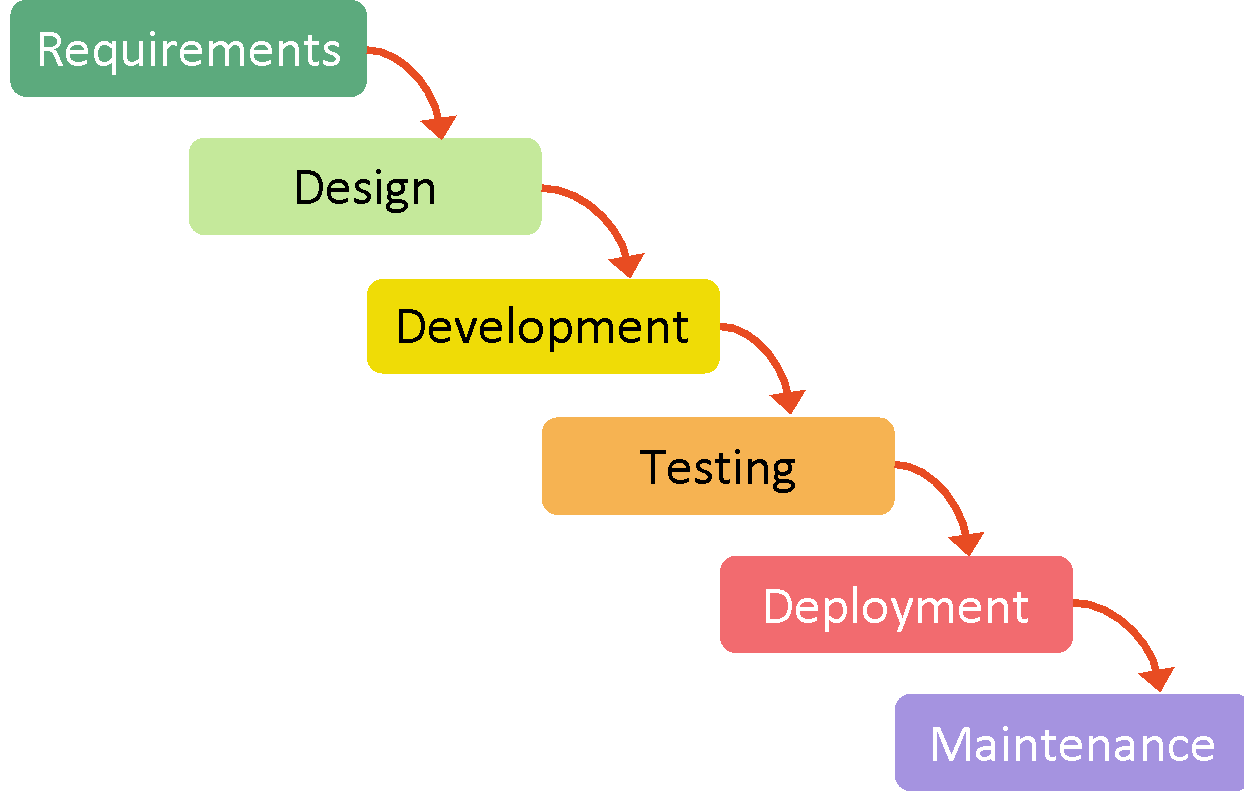 Requirements
Design
Development
Testing
Deployment
Maintenance